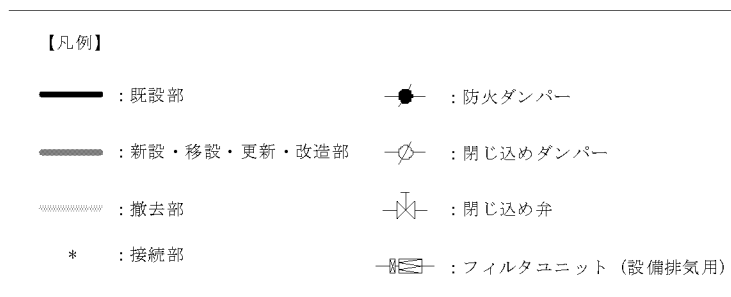 【凡例】
：既設部
：新設・移設・更新・改造部
：撤去部
*：接続部
：防火ダンパー
：閉じ込めダンパー
：閉じ込め弁
：フィルタユニット（設備排気用）